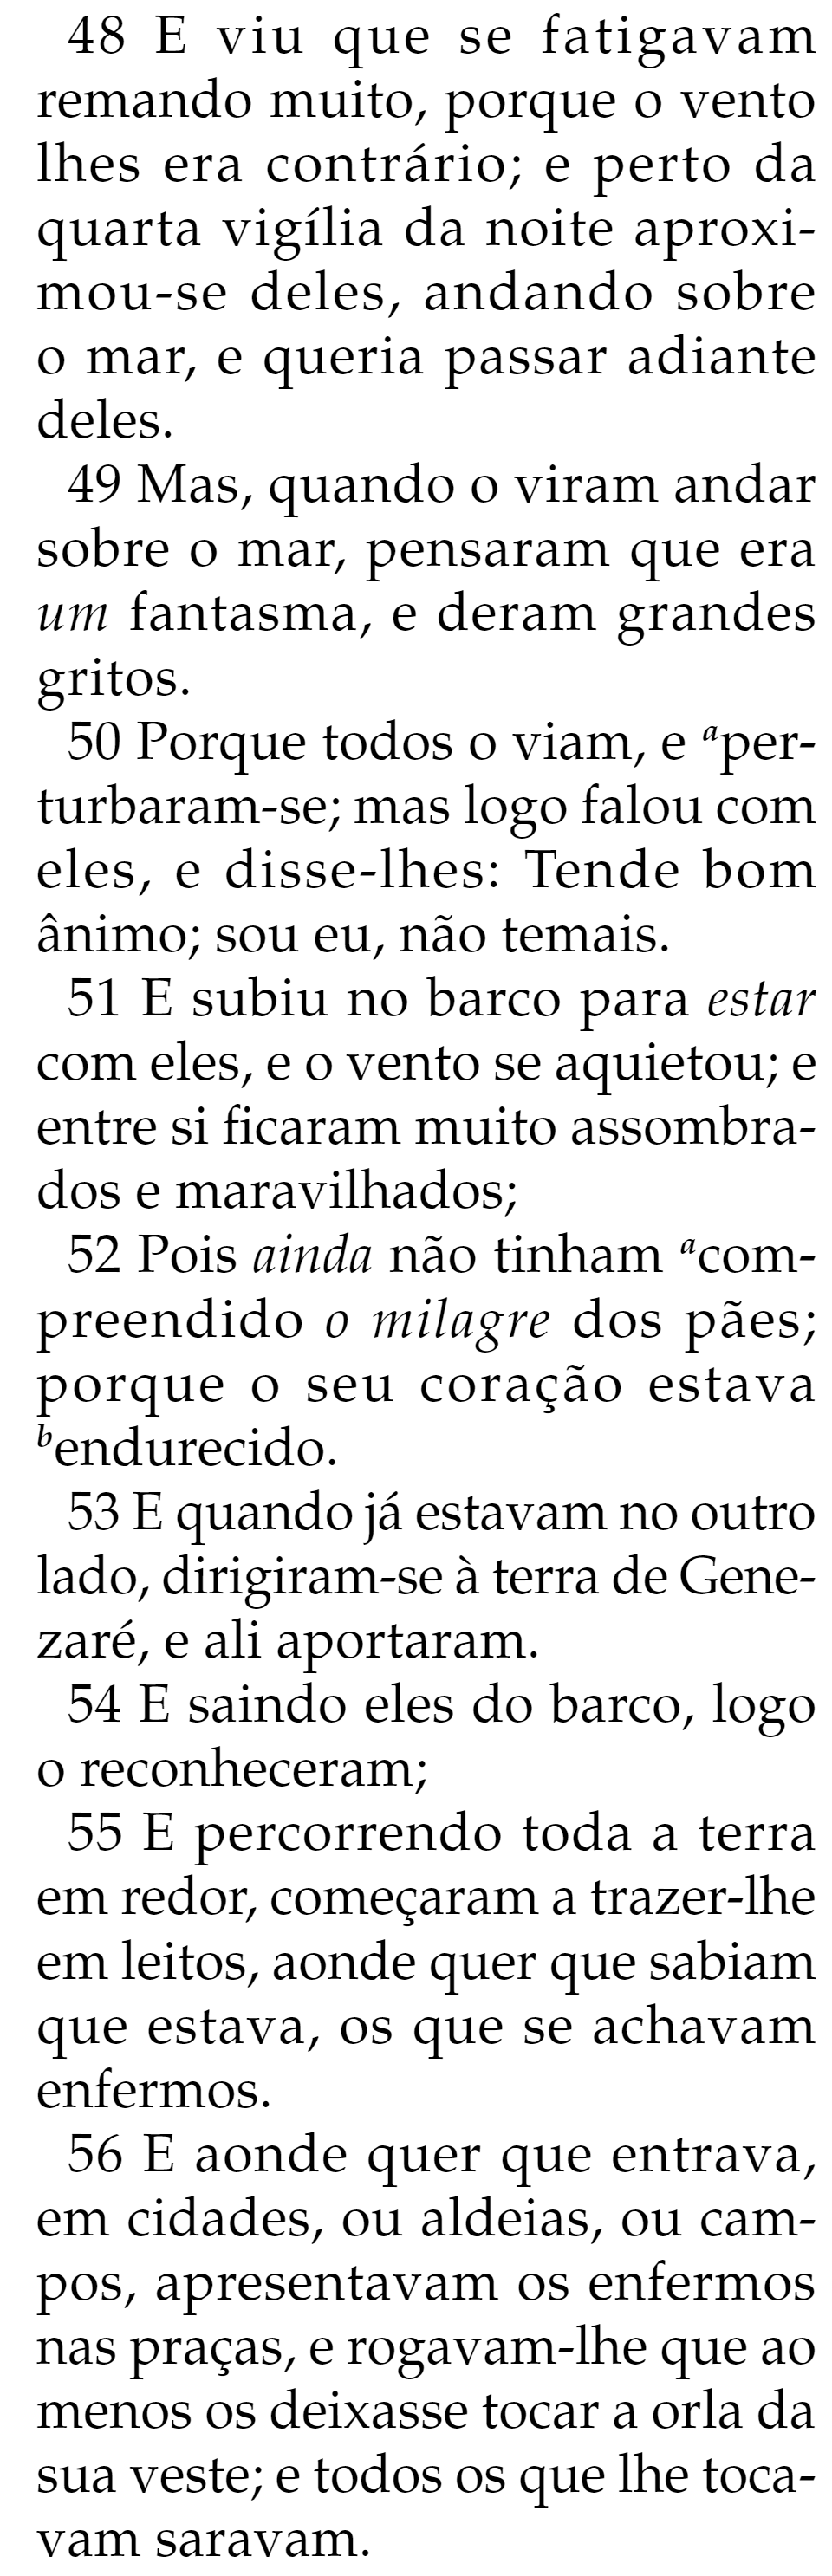 48 E viu que se fatigavam
remando muito, porque o vento
lhes era contrário; e perto da
quarta vigília da noite aproxi-
mou-se deles, andando sobre
o mar, e queria passar adiante
deles.
49 Mas, quando o viram andar
sobre o mar, pensaram que era
um fantasma, e deram grandes
gritos.
50 Porque todos o viam, e aper-
turbaram-se; mas logo falou com
eles, e disse-lhes: Tende bom
ânimo; sou eu, não temais.
51 E subiu no barco para estar
com eles, e o vento se aquietou; e
entre si ficaram muito assombra-
dos e maravilhados;
52 Pois ainda não tinham acom-
preendido o milagre dos pães;
porque o seu coração estava
bendurecido.
53 E quando já estavam no outro
lado, dirigiram-se à terra de Gene-
zaré, e ali aportaram.
54 E saindo eles do barco, logo
o reconheceram;
55 E percorrendo toda a terra
em redor, começaram a trazer-lhe
em leitos, aonde quer que sabiam
que estava, os que se achavam
enfermos.
56 E aonde quer que entrava,
em cidades, ou aldeias, ou cam-
pos, apresentavam os enfermos
nas praças, e rogavam-lhe que ao
menos os deixasse tocar a orla da
sua veste; e todos os que lhe toca-
vam saravam.